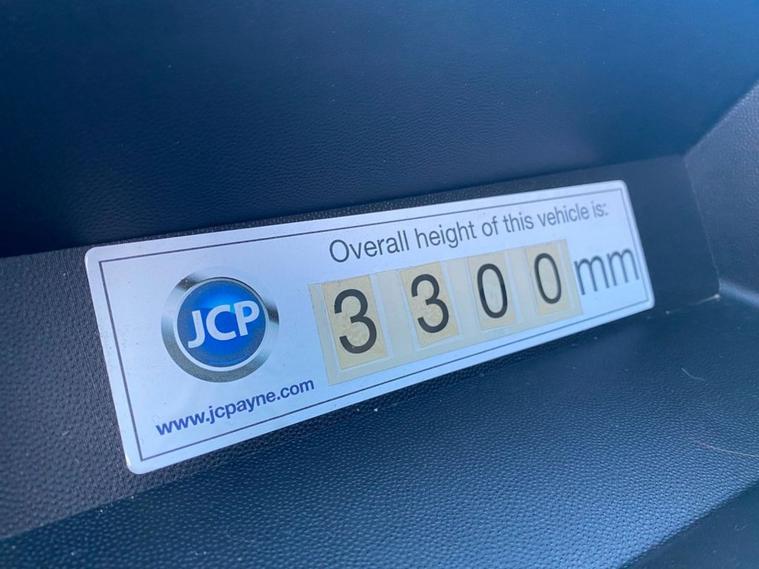 Overall height of this vehicle is:
JCP
3300mm
www.jcpayne.com